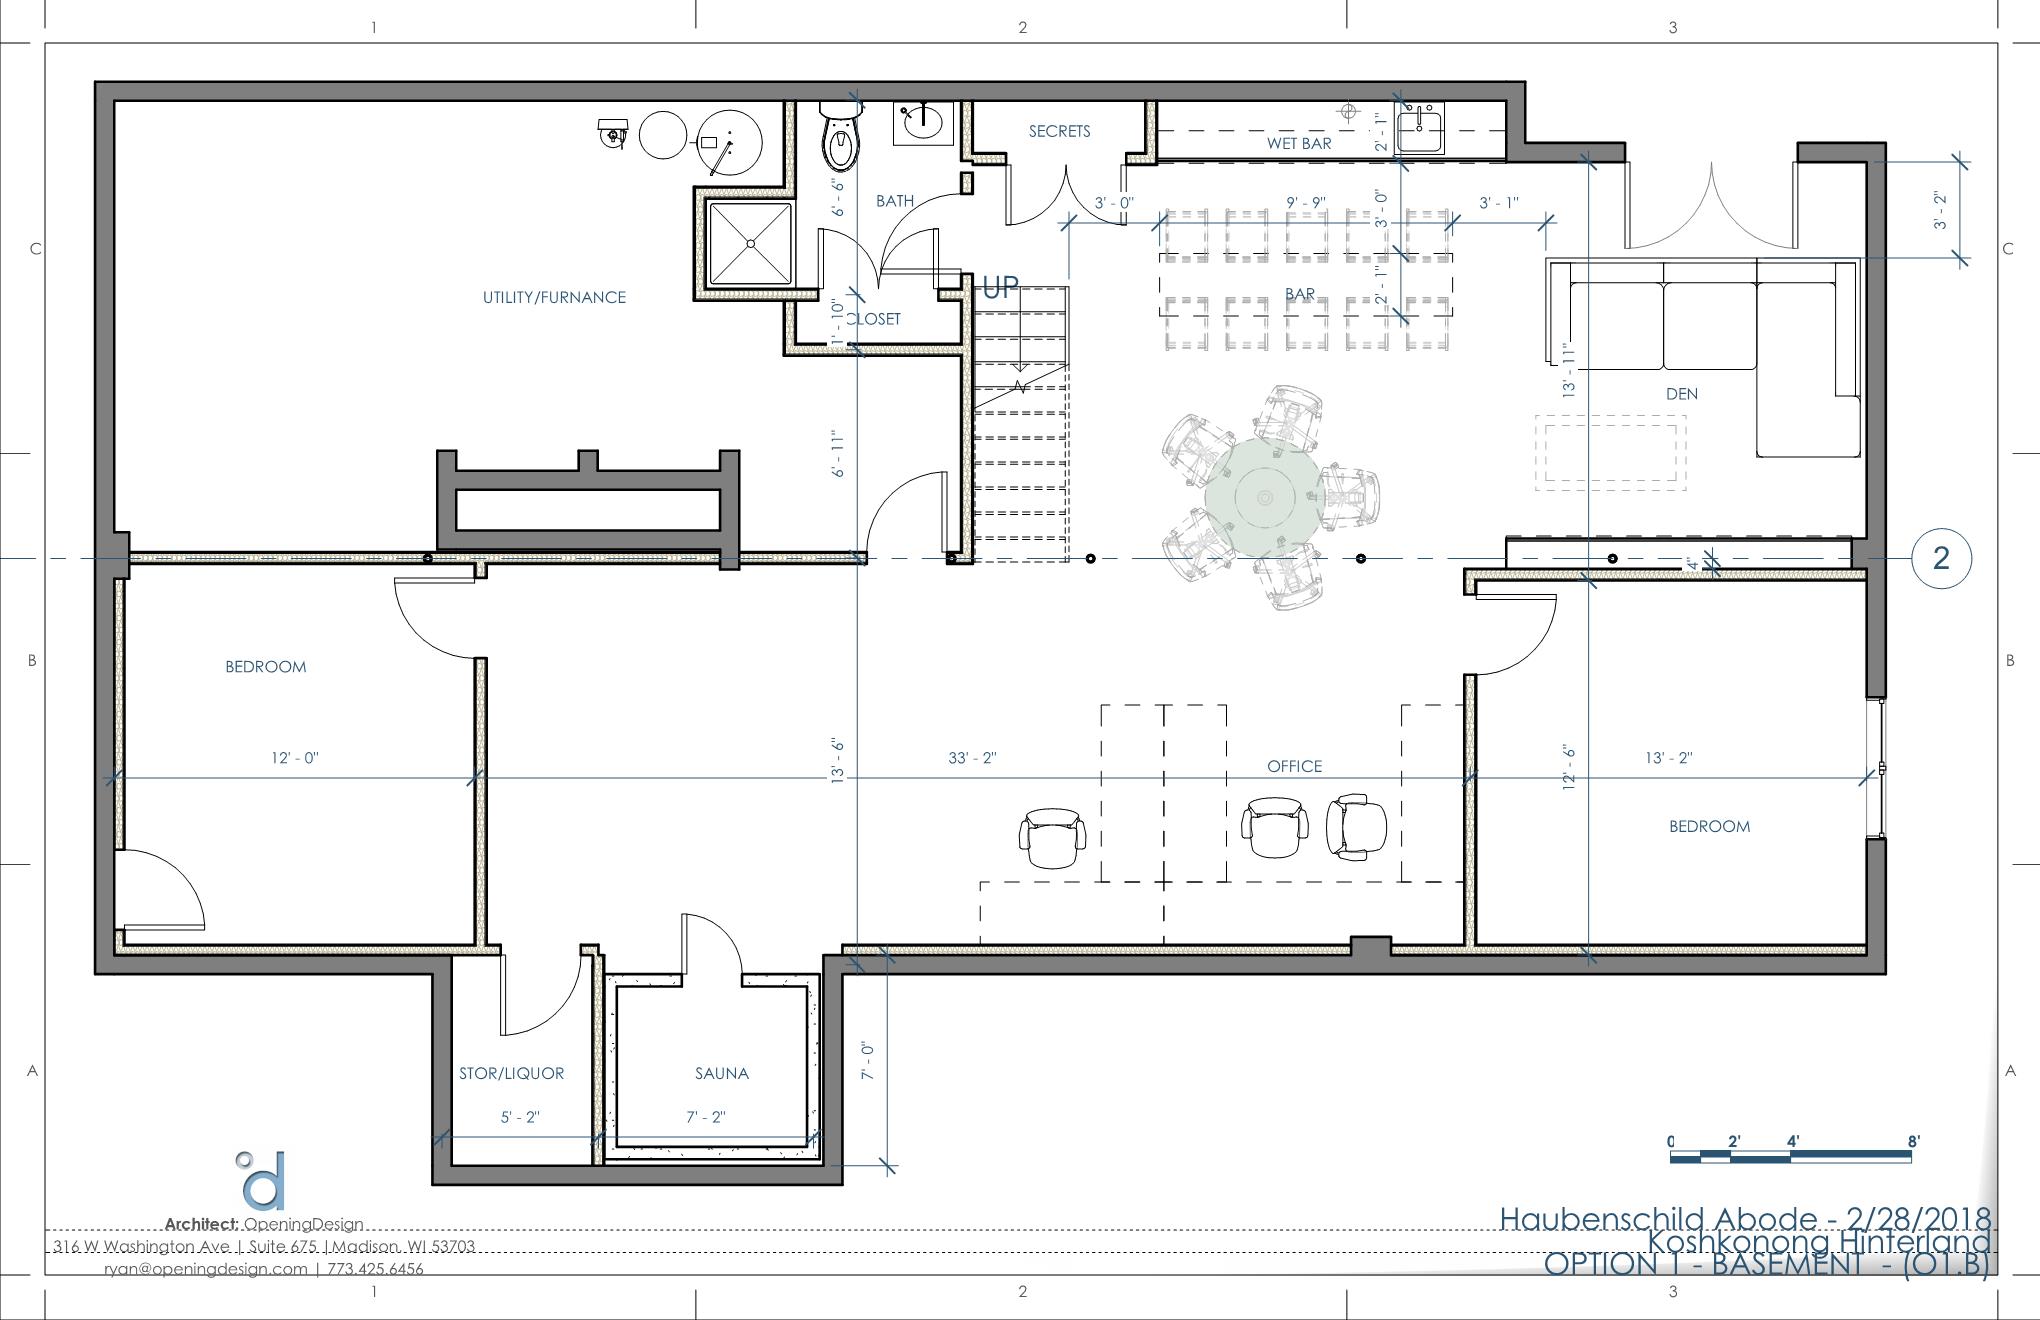 1 2 3
SECRETS
WET BAR
2' - 1"
6' - 6"
BATH
3' - 0"
9' - 9"
3' - 0"
3' - 1"
3' - 2"
C
C
UP
UTILITY/FURNANCE
BAR
2' - 1"
1' - 10"
CLOSET
13' - 11"
DEN
6' - 11"
4"
2
B
B
BEDROOM
12' - 0"
13' - 6"
33' - 2"
OFFICE
12' - 6"
13' - 2"
BEDROOM
A
A
STOR/LIQUOR
SAUNA
7' - 0"
5' - 2"
7' - 2"
0 2' 4' 8'
d
Architect: OpeningDesign
316 W Washington Ave | Suite 675 |Madison, WI 53703
ryan@openingdesign.com | 773.425.6456
Haubenschild Abode - 2/28/2018
Koshkonong Hinterland
OPTION 1 - BASEMENT - (O1.B)
1 2 3